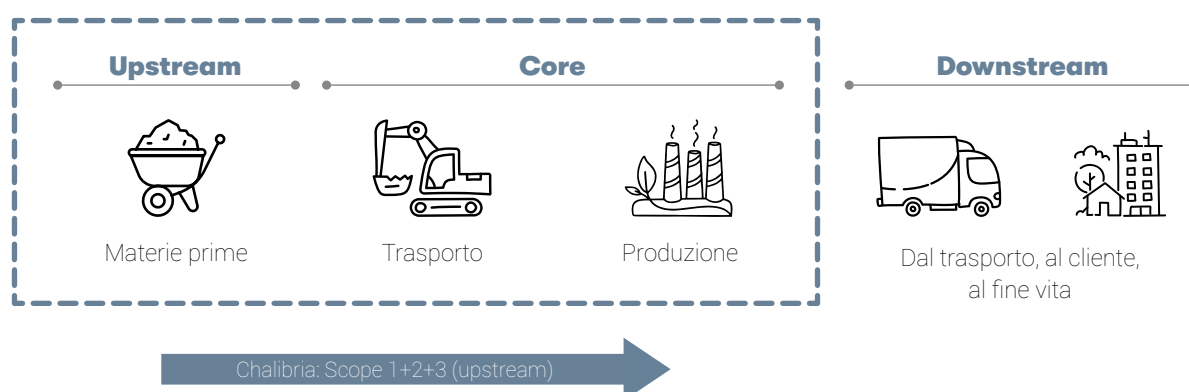 Upstream
Core
Downstream
Materie prime
Trasporto
Produzione
Dal trasporto, al cliente,
al fine vita
Chalibria: Scope 1+2+3 (upstream)